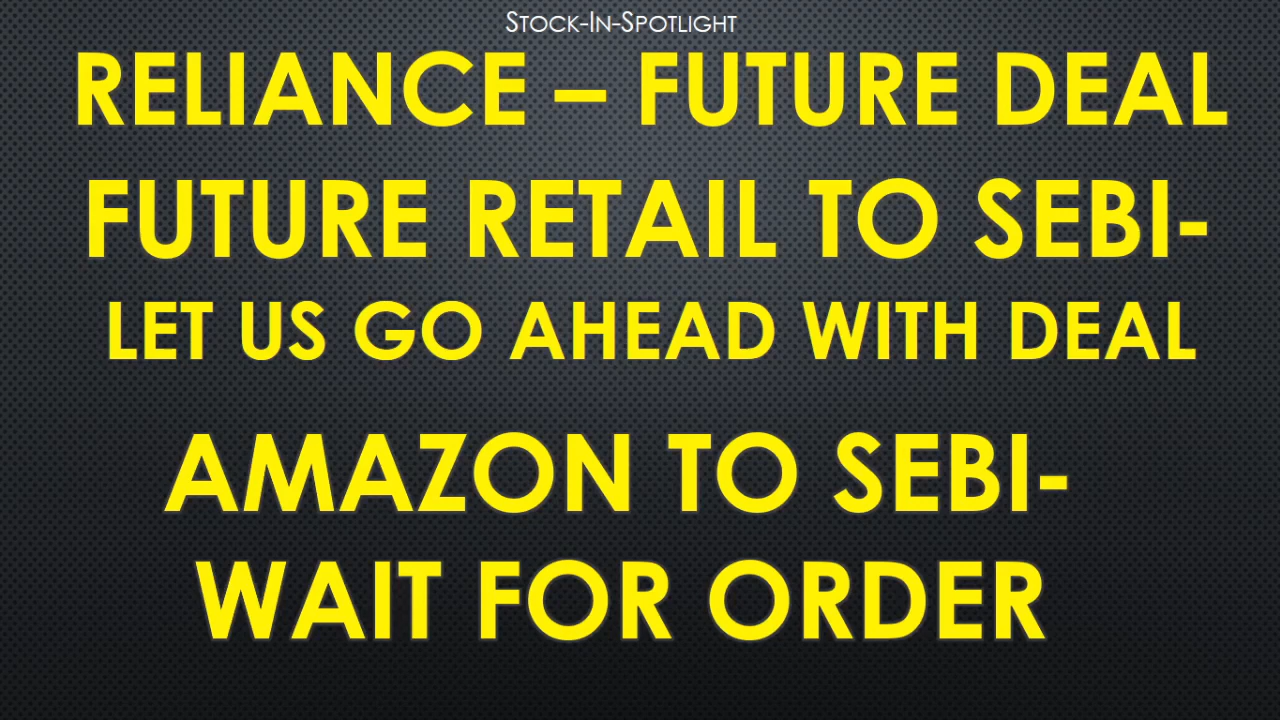 Stock-In-Spotlight
RELIANCE – FUTURE DEAL
FUTURE RETAIL TO SEBI-
LET US GO AHEAD WITH DEAL
AMAZON TO SEBI-
WAIT FOR ORDER